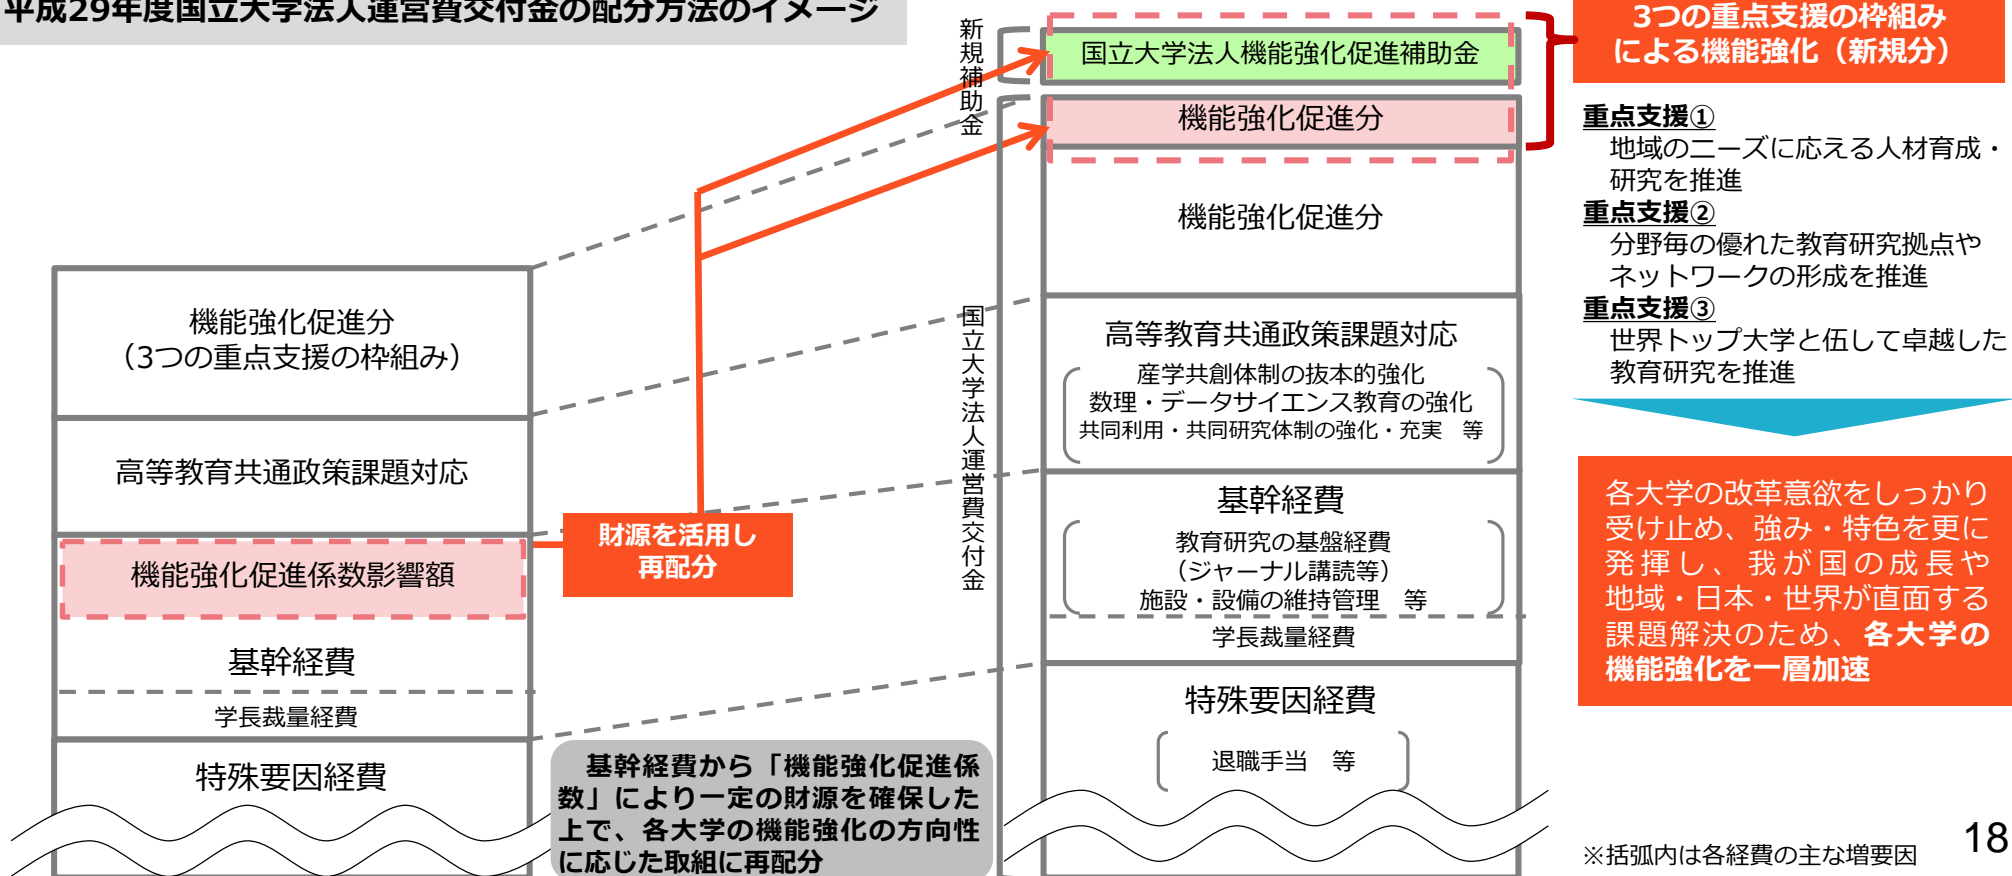 平成29年度国立大学法人運営費交付金の配分方法のイメージ
機能強化促進分
（3つの重点支援の枠組み）
高等教育共通政策課題対応
機能強化促進係数影響額
基幹経費
学長裁量経費
特殊要因経費
財源を活用し
再配分
基幹経費から「機能強化促進係
数」により一定の財源を確保した
上で、各大学の機能強化の方向性
に応じた取組に再配分
新規補助金
国立大学法人運営費交付金
国立大学法人機能強化促進補助金
機能強化促進分
機能強化促進分
高等教育共通政策課題対応
産学共創体制の抜本的強化
数理・データサイエンス教育の強化
共同利用・共同研究体制の強化・充実　等
基幹経費
教育研究の基盤経費
（ジャーナル購読等）
施設・設備の維持管理　等
学長裁量経費
特殊要因経費
退職手当　等
3つの重点支援の枠組み
による機能強化（新規分）
重点支援①
地域のニーズに応える人材育成・
研究を推進
重点支援②
分野毎の優れた教育研究拠点や
ネットワークの形成を推進
重点支援③
世界トップ大学と伍して卓越した
教育研究を推進
各大学の改革意欲をしっかり
受け止め、強み・特色を更に
発揮し、我が国の成長や
地域・日本・世界が直面する
課題解決のため、各大学の
機能強化を一層加速
※括弧内は各経費の主な増要因
18